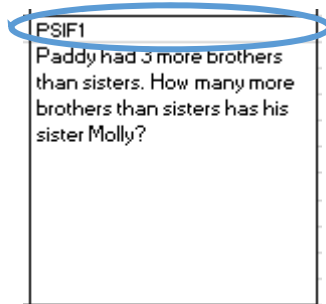 PSIF1
Paddy had 3 more brothers
than sisters. How many more
brothers than sisters has his
sister Molly?